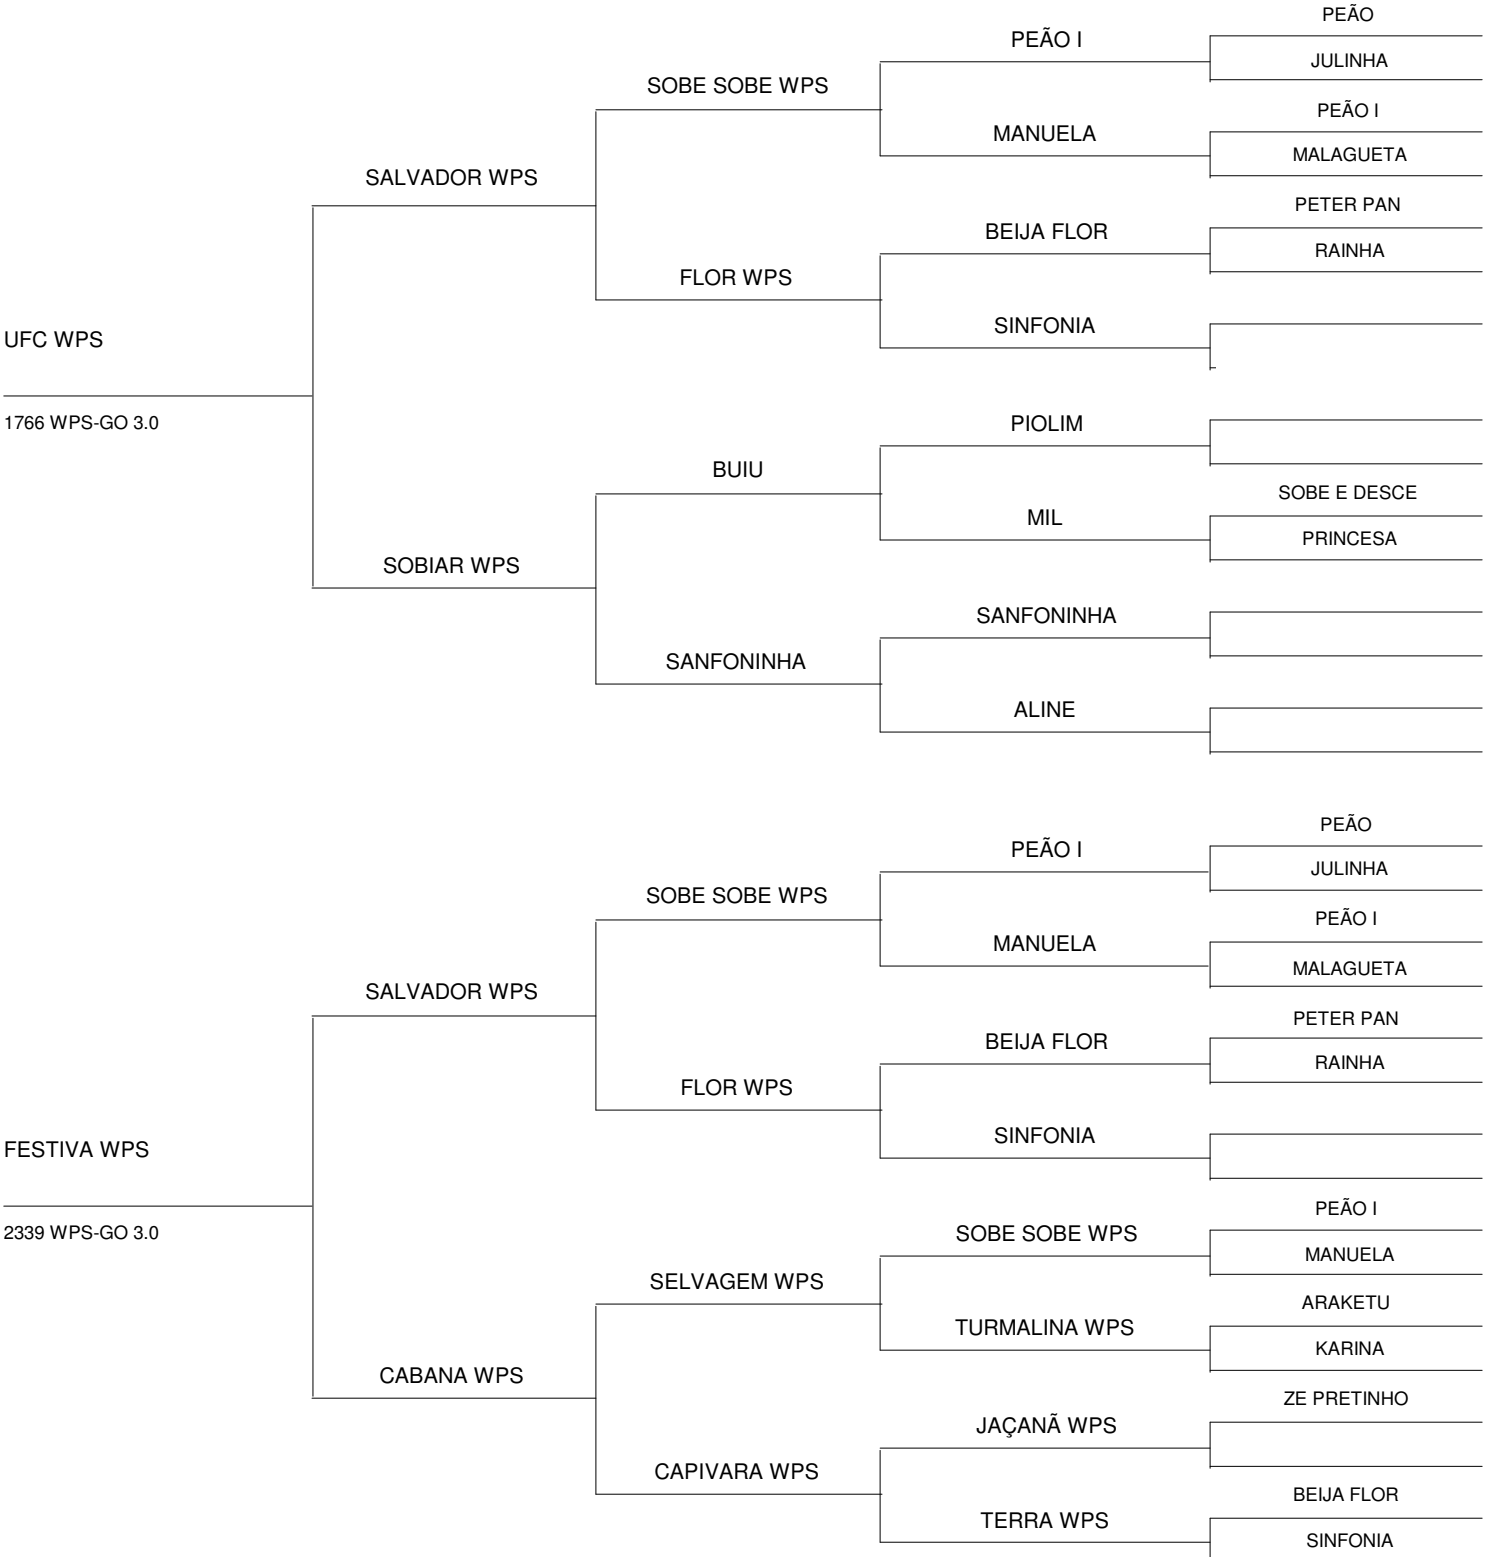 PEÃO
PEÃO I
JULINHA
SOBE SOBE WPS
PEÃO I
MANUELA
MALAGUETA
SALVADOR WPS
PETER PAN
BEIJA FLOR
RAINHA
FLOR WPS
SINFONIA
UFC WPS
1766 WPS-GO 3.0
PIOLIM
BUIU
SOBE E DESCE
MIL
PRINCESA
SOBIAR WPS
SANFONINHA
SANFONINHA
ALINE
PEÃO
PEÃO I
JULINHA
SOBE SOBE WPS
PEÃO I
MANUELA
MALAGUETA
SALVADOR WPS
PETER PAN
BEIJA FLOR
RAINHA
FLOR WPS
SINFONIA
FESTIVA WPS
PEÃO I
2339 WPS-GO 3.0
SOBE SOBE WPS
MANUELA
SELVAGEM WPS
ARAKETU
TURMALINA WPS
KARINA
CABANA WPS
ZE PRETINHO
JAÇANÃ WPS
CAPIVARA WPS
BEIJA FLOR
TERRA WPS
SINFONIA